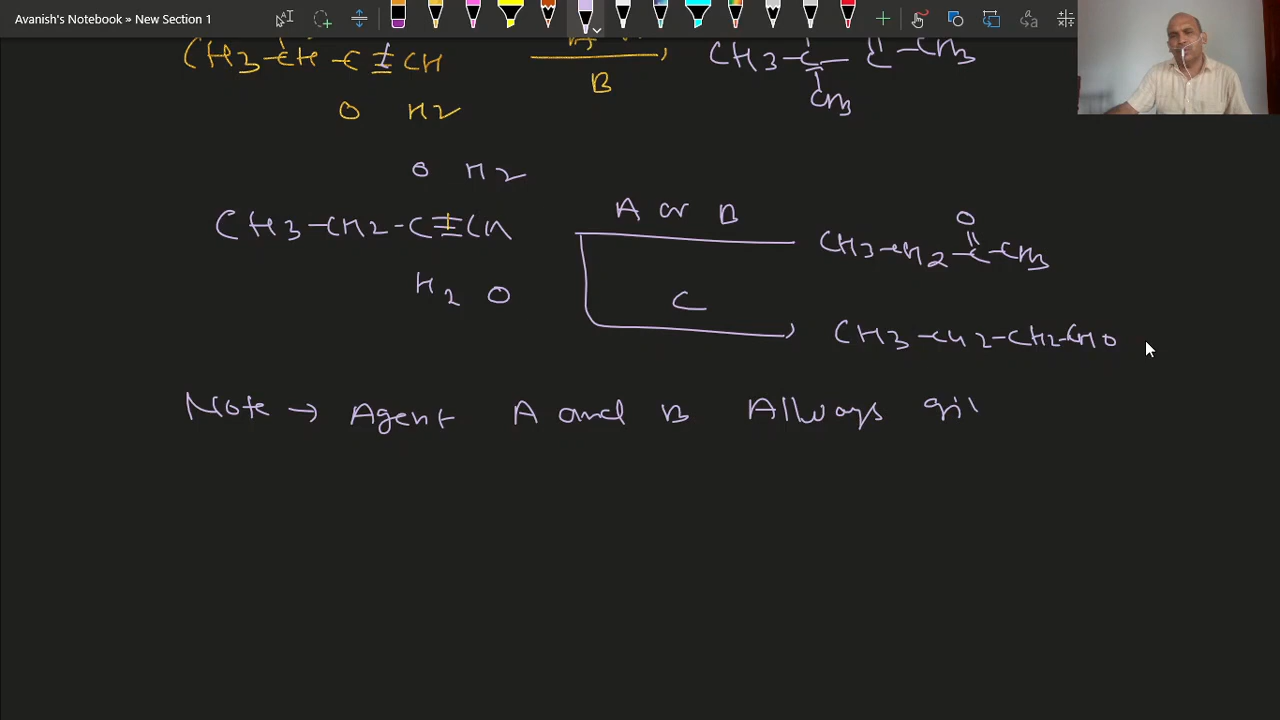 Avanish's Notebook » New Section 1
CH3-CH-C≡CH
B
CH3-C-C-CH3
CH3
O H2
O H2
CH3-CH2-C≡CH
A or B
O
CH3-CH2-C-CH3
H2 O
C
CH3-CH2-CH2-CHO
Note → Agent A and B Always gi